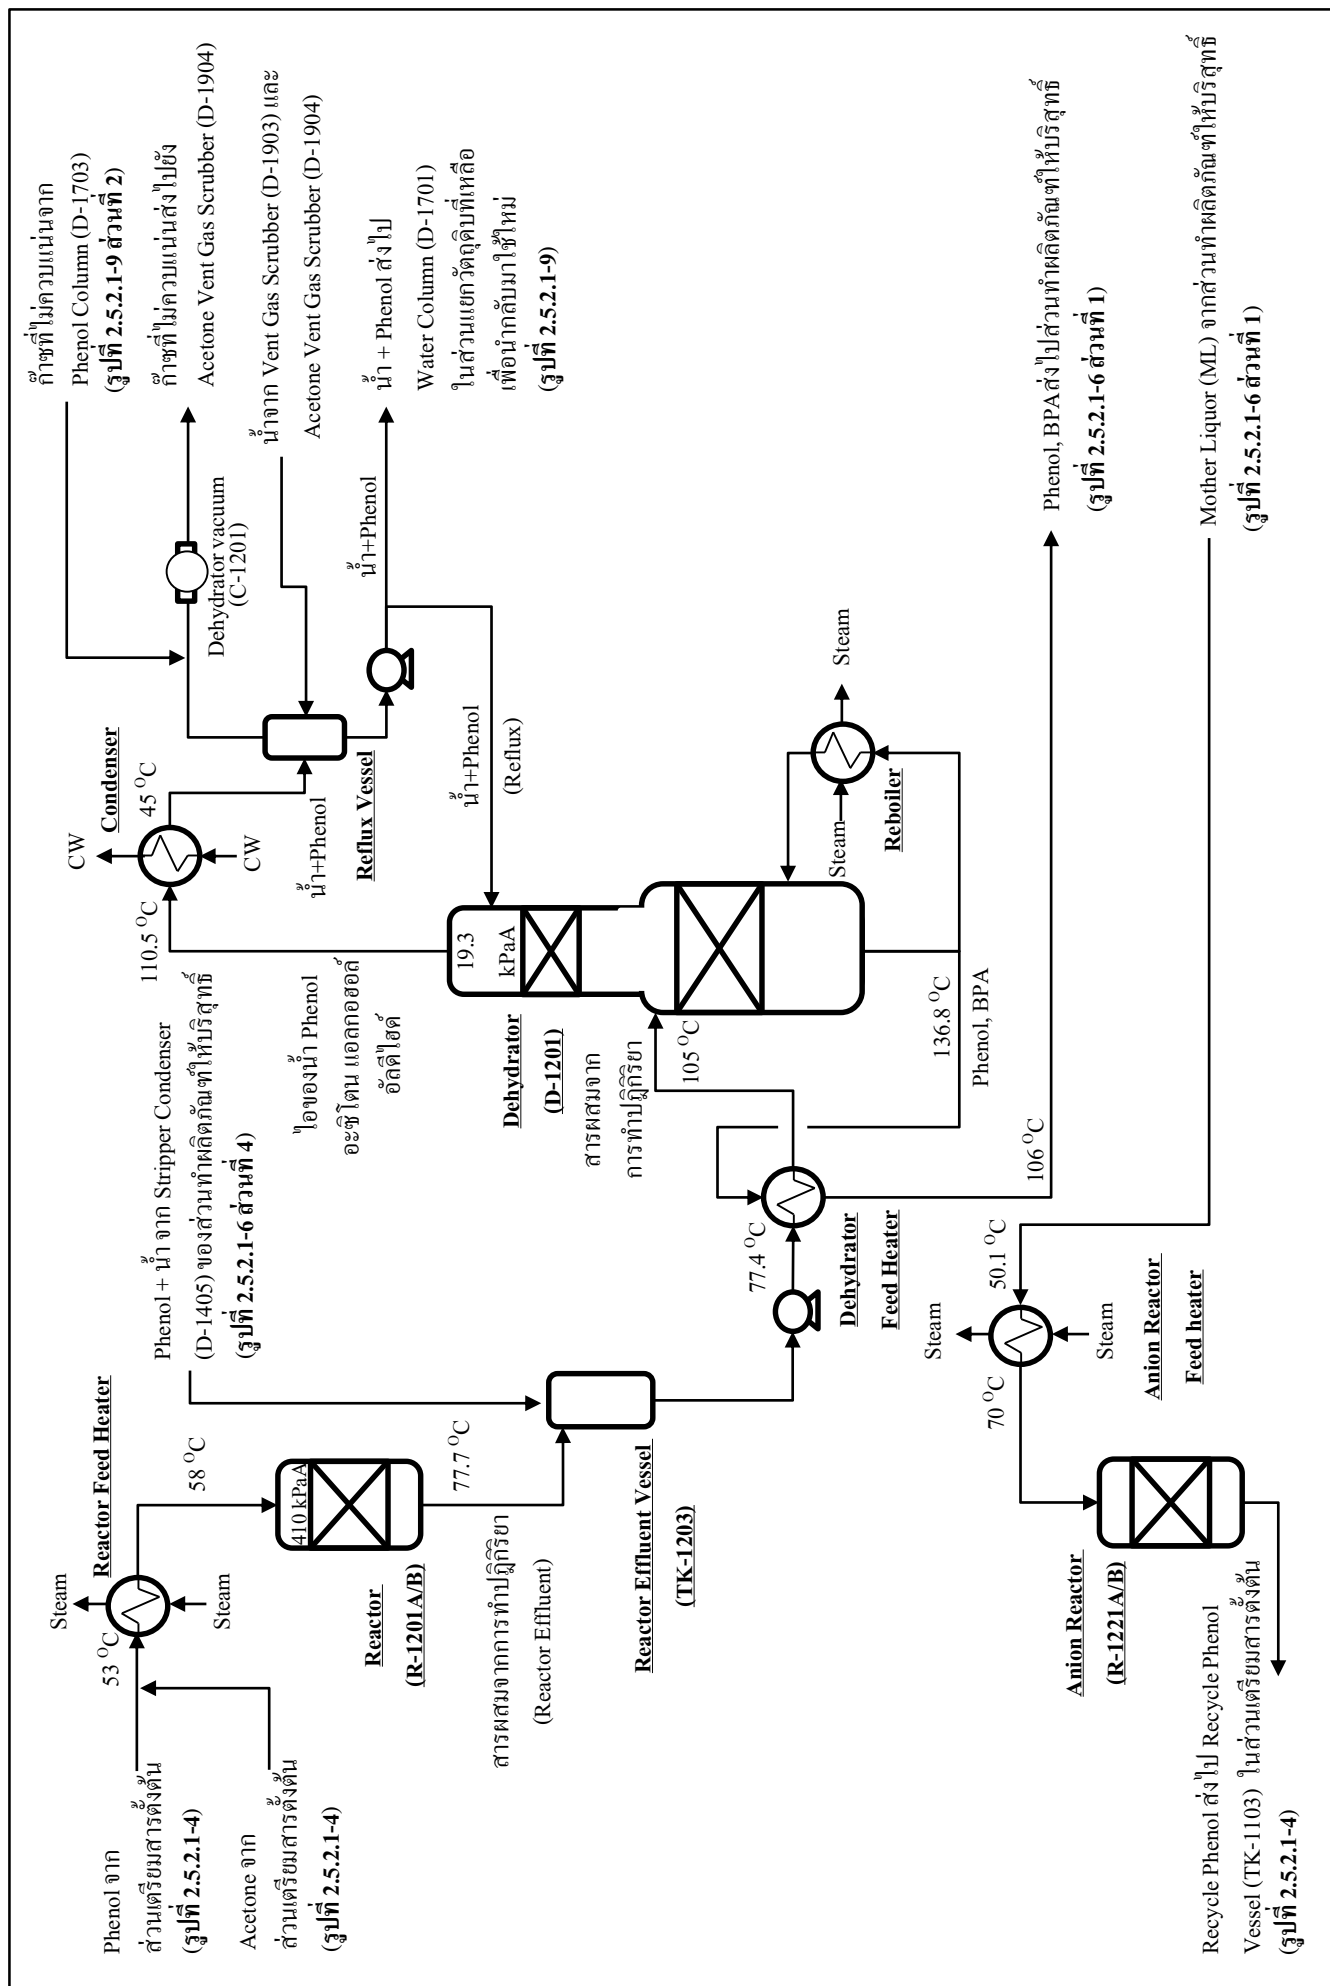 Phenol จาก
ส่วนเตรียมสารตั้งต้น
(รูปที่ 2.5.2.1-4)
Acetone จาก
ส่วนเตรียมสารตั้งต้น
(รูปที่ 2.5.2.1-4)
53 °C
Steam
Steam
Reactor Feed Heater
58 °C
410 kPaA
Reactor
(R-1201A/B)
77.7 °C
สารผสมจากการทำปฏิกิริยา
(Reactor Effluent)
Phenol + น้ำ จาก Stripper Condenser
(D-1405) ของส่วนทำผลิตภัณฑ์ให้บริสุทธิ์
(รูปที่ 2.5.2.1-6 ส่วนที่ 4)
Reactor Effluent Vessel
(TK-1203)
77.4 °C
Dehydrator
Feed Heater
สารผสมจาก
การทำปฏิกิริยา
105 °C
Dehydrator
(D-1201)
19.3
kPaA
ไอของน้ำ Phenol
อะซิโตน แอลกอฮอล์
อัลดีไฮด์
110.5 °C
CW
CW
Condenser
45 °C
น้ำ+Phenol
Reflux Vessel
ก๊าซที่ไม่ควบแน่นจาก
Phenol Column (D-1703)
(รูปที่ 2.5.2.1-9 ส่วนที่ 2)
Dehydrator vacuum
(C-1201)
ก๊าซที่ไม่ควบแน่นส่งไปยัง
Acetone Vent Gas Scrubber (D-1904)
น้ำจาก Vent Gas Scrubber (D-1903) และ
Acetone Vent Gas Scrubber (D-1904)
น้ำ+Phenol
น้ำ + Phenol ส่งไป
Water Column (D-1701)
ในส่วนแยกวัตถุดิบที่เหลือ
เพื่อนำกลับมาใช้ใหม่
(รูปที่ 2.5.2.1-9)
น้ำ+Phenol
(Reflux)
Steam
Steam
Reboiler
136.8 °C
Phenol, BPA
106 °C
Phenol, BPAส่งไปส่วนทำผลิตภัณฑ์ให้บริสุทธิ์
(รูปที่ 2.5.2.1-6 ส่วนที่ 1)
Mother Liquor (ML) จากส่วนทำผลิตภัณฑ์ให้บริสุทธิ์
(รูปที่ 2.5.2.1-6 ส่วนที่ 1)
50.1 °C
Steam
Steam
Anion Reactor
Feed heater
70 °C
Anion Reactor
(R-1221A/B)
Recycle Phenol ส่งไป Recycle Phenol
Vessel (TK-1103) ในส่วนเตรียมสารตั้งต้น
(รูปที่ 2.5.2.1-4)